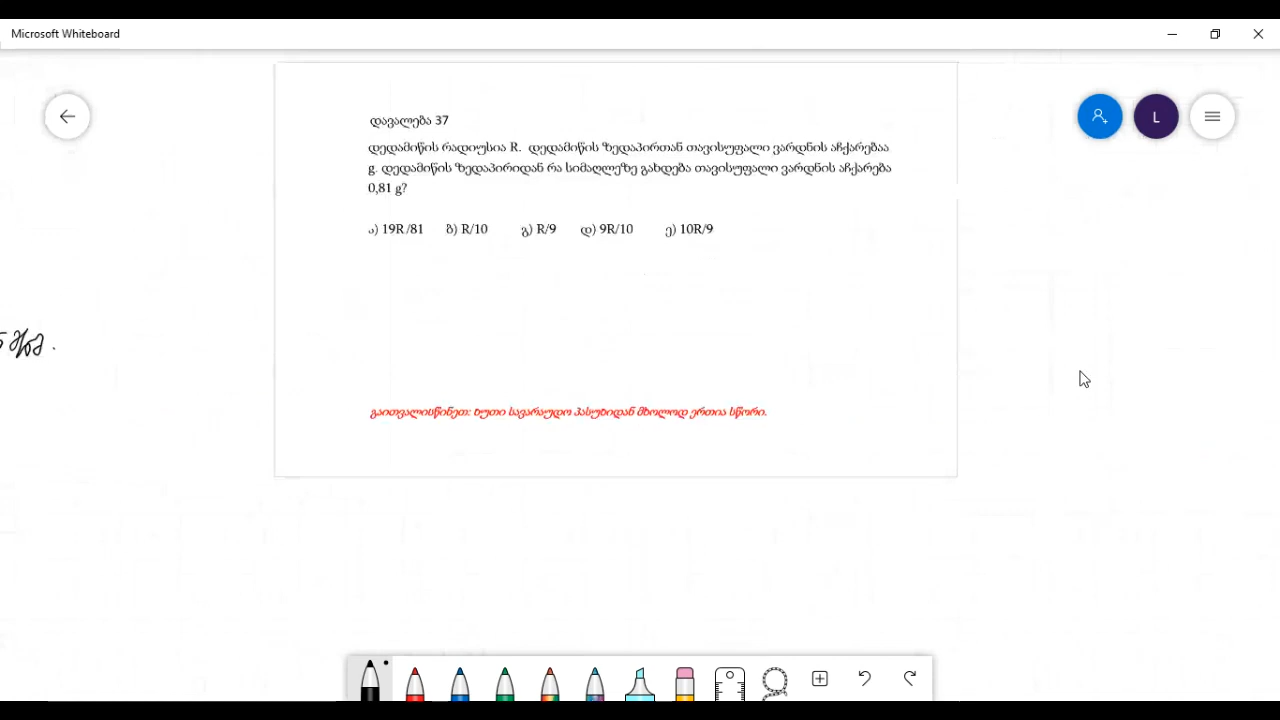 Microsoft Whiteboard
L
დავალება 37
დედამიწის რადიუსია R. დედამიწის ზედაპირთან თავისუფალი ვარდნის აჩქარებაა
g. დედამიწის ზედაპირიდან რა სიმაღლეზე გახდება თავისუფალი ვარდნის აჩქარება
0,81 g?
ა) 19R/81 ბ) R/10 გ) R/9 დ) 9R/10 ე) 10R/9
გაითვალისწინეთ: ხუთი სავარაუდო პასუხიდან მხოლოდ ერთია სწორი.